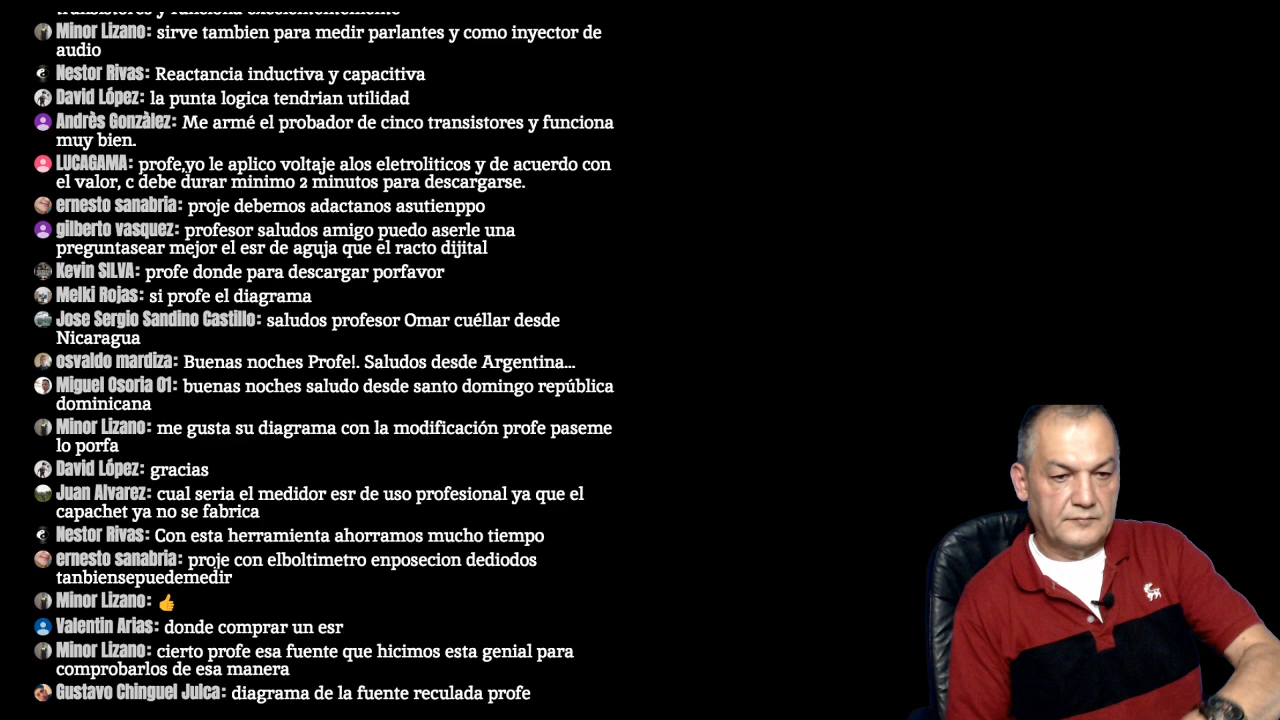 transistores y funciona excelentemente
Minor Lizano: sirve tambien para medir parlantes y como inyector de
audio
Nestor Rivas: Reactancia inductiva y capacitiva
David López: la punta logica tendrian utilidad
Andrès Gonzàlez: Me armé el probador de cinco transistores y funciona
muy bien.
LUCAGAMA: profe,yo le aplico voltaje alos eletroliticos y de acuerdo con
el valor, c debe durar minimo 2 minutos para descargarse.
ernesto sanabria: proje debemos adactanos asutienppo
gilberto vasquez: profesor saludos amigo puedo aserle una
preguntasear mejor el esr de aguja que el racto dijital
Kevin SILVA: profe donde para descargar porfavor
Melki Rojas: si profe el diagrama
Jose Sergio Sandino Castillo: saludos profesor Omar cuéllar desde
Nicaragua
osvaldo mardiza: Buenas noches Profe!. Saludos desde Argentina...
Miguel Osoria 01: buenas noches saludo desde santo domingo república
dominicana
Minor Lizano: me gusta su diagrama con la modificación profe paseme
lo porfa
David López: gracias
Juan Alvarez: cual seria el medidor esr de uso profesional ya que el
capachet ya no se fabrica
Nestor Rivas: Con esta herramienta ahorramos mucho tiempo
ernesto sanabria: proje con elboltimetro enposecion dediodos
tanbiensepuedemedir
Minor Lizano: 👍
Valentin Arias: donde comprar un esr
Minor Lizano: cierto profe esa fuente que hicimos esta genial para
comprobarlos de esa manera
Gustavo Chinguel Julca: diagrama de la fuente reculada profe